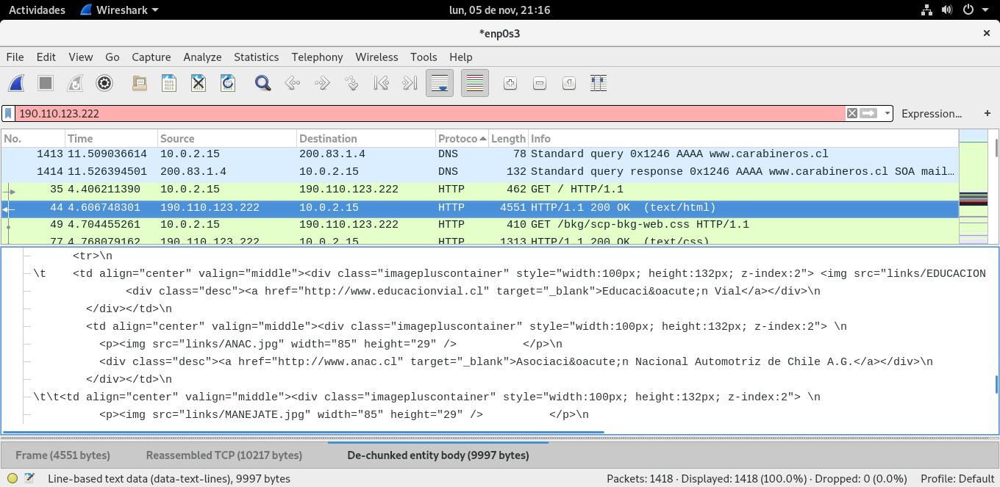 Actividades Wireshark lun, 05 de nov, 21:16
*enp0s3
File Edit View Go Capture Analyze Statistics Telephony Wireless Tools Help
190.110.123.222 Expression... +
No. Time Source Destination Protoco Length Info
1413 11.509036614 10.0.2.15 200.83.1.4 DNS 78 Standard query 0x1246 AAAA www.carabineros.cl
1414 11.526394501 200.83.1.4 10.0.2.15 DNS 132 Standard query response 0x1246 AAAA www.carabineros.cl SOA mail…
35 4.406211390 10.0.2.15 190.110.123.222 HTTP 462 GET / HTTP/1.1
44 4.606748301 190.110.123.222 10.0.2.15 HTTP 4551 HTTP/1.1 200 OK (text/html)
49 4.704455261 10.0.2.15 190.110.123.222 HTTP 410 GET /bkg/scp-bkg-web.css HTTP/1.1
77 4.768079162 190.110.123.222 10.0.2.15 HTTP 1313 HTTP/1.1 200 OK (text/css)
<tr>\n
\t <td align="center" valign="middle"><div class="imagepluscontainer" style="width:100px; height:132px; z-index:2"> <img src="links/EDUCACION
<div class="desc"><a href="http://www.educacionvial.cl" target="_blank">Educaci&oacute;n Vial</a></div>\n
</div></td>\n
<td align="center" valign="middle"><div class="imagepluscontainer" style="width:100px; height:132px; z-index:2"> \n
<p><img src="links/ANAC.jpg" width="85" height="29" /> </p>\n
<div class="desc"><a href="http://www.anac.cl" target="_blank">Asociaci&oacute;n Nacional Automotriz de Chile A.G.</a></div>\n
</div></td>\n
\t\t<td align="center" valign="middle"><div class="imagepluscontainer" style="width:100px; height:132px; z-index:2"> \n
<p><img src="links/MANEJATE.jpg" width="85" height="29" /> </p>\n
Frame (4551 bytes) Reassembled TCP (10217 bytes) De-chunked entity body (9997 bytes)
Line-based text data (data-text-lines), 9997 bytes Packets: 1418 · Displayed: 1418 (100.0%) · Dropped: 0 (0.0%) Profile: Default